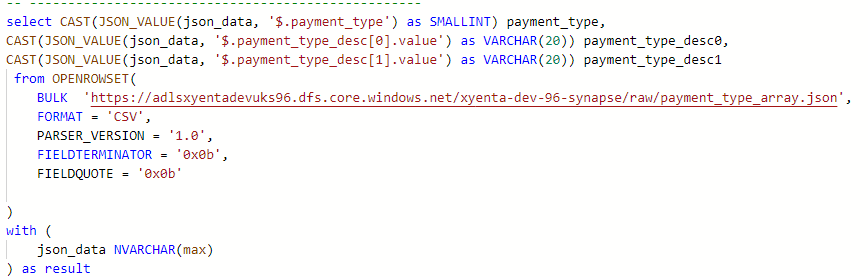 -- ---------------------------------------------------
select CAST(JSON_VALUE(json_data, '$.payment_type') as SMALLINT) payment_type,
CAST(JSON_VALUE(json_data, '$.payment_type_desc[0].value') as VARCHAR(20)) payment_type_desc0,
CAST(JSON_VALUE(json_data, '$.payment_type_desc[1].value') as VARCHAR(20)) payment_type_desc1
 from OPENROWSET(
    BULK  'https://adlsxyentadevuks96.dfs.core.windows.net/xyenta-dev-96-synapse/raw/payment_type_array.json',
    FORMAT = 'CSV',
    PARSER_VERSION = '1.0',
    FIELDTERMINATOR = '0x0b',
    FIELDQUOTE = '0x0b'
)
with (
    json_data NVARCHAR(max)
) as result